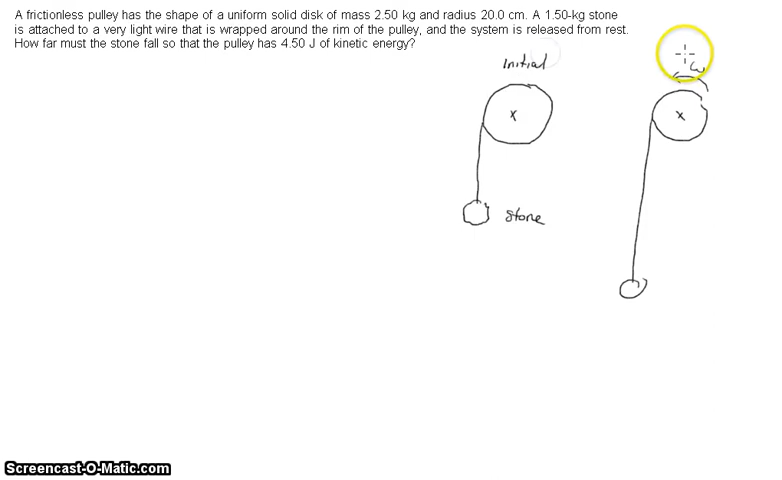 A frictionless pulley has the shape of a uniform solid disk of mass 2.50 kg and radius 20.0 cm. A 1.50-kg stone
is attached to a very light wire that is wrapped around the rim of the pulley, and the system is released from rest.
How far must the stone fall so that the pulley has 4.50 J of kinetic energy?
Initial
ω
x
x
Stone
Screencast-O-Matic.com